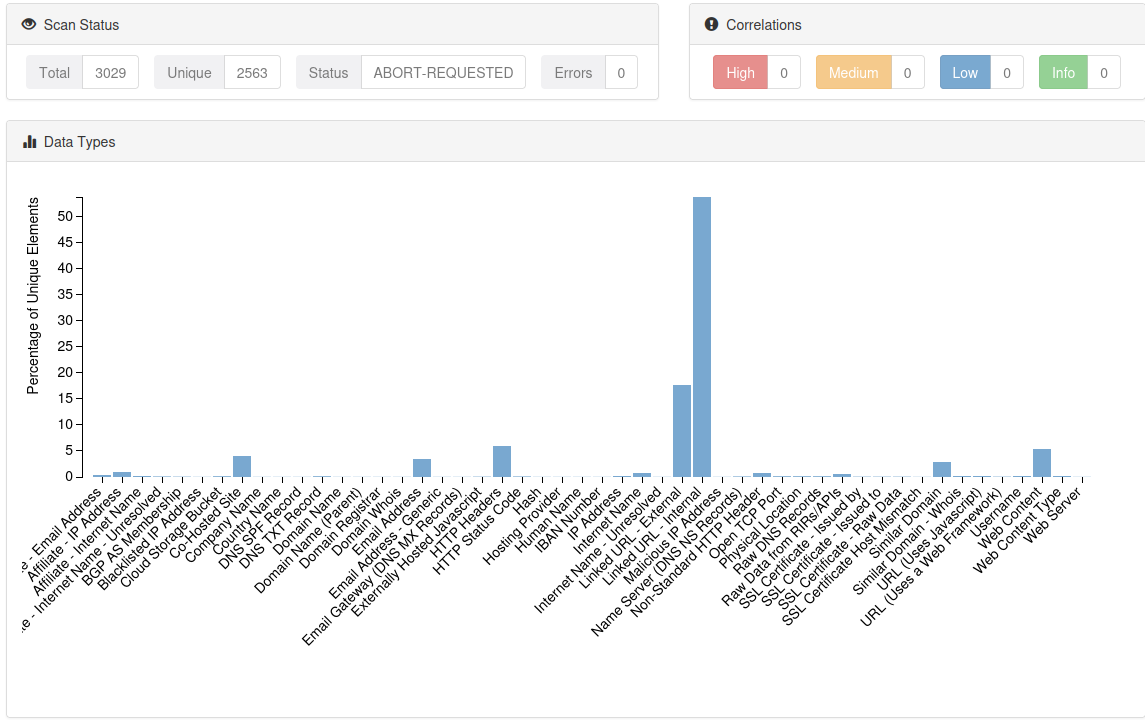 Scan Status
Total 3029
Unique 2563
Status ABORT-REQUESTED
Errors 0
Correlations
High 0
Medium 0
Low 0
Info 0
Data Types
Percentage of Unique Elements
50
45
40
35
30
25
20
15
10
5
0
e - Email Address
Affiliate - IP Address
Affiliate - Internet Name
te - Internet Name - Unresolved
BGP AS Membership
Blacklisted IP Address
Cloud Storage Bucket
Co-Hosted Site
Company Name
Country Name
DNS SPF Record
DNS TXT Record
Domain Name
Domain Name (Parent)
Domain Registrar
Domain Whois
Email Address
Email Address - Generic
Email Gateway (DNS MX Records)
Externally Hosted Javascript
HTTP Headers
HTTP Status Code
Hash
Hosting Provider
Human Name
IBAN Number
IP Address
Internet Name
Internet Name - Unresolved
Linked URL - External
Linked URL - Internal
Malicious IP Address
Name Server (DNS NS Records)
Non-Standard HTTP Header
Open TCP Port
Physical Location
Raw DNS Records
Raw Data from RIRs/APIs
SSL Certificate - Issued by
SSL Certificate - Issued to
SSL Certificate - Raw Data
SSL Certificate Host Mismatch
Similar Domain
Similar Domain - Whois
URL (Uses Javascript)
URL (Uses a Web Framework)
Username
Web Content
Web Content Type
Web Server